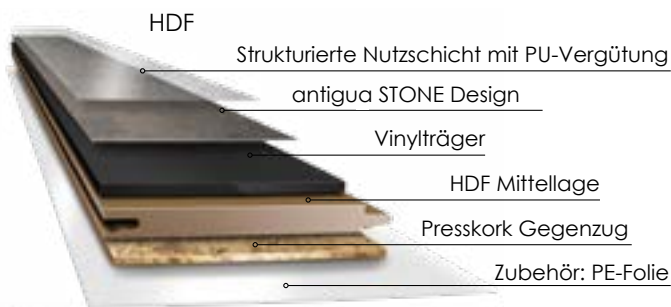 HDF
Strukturierte Nutzschicht mit PU-Vergütung
antigua STONE Design
Vinylträger
HDF Mittellage
Presskork Gegenzug
Zubehör: PE-Folie